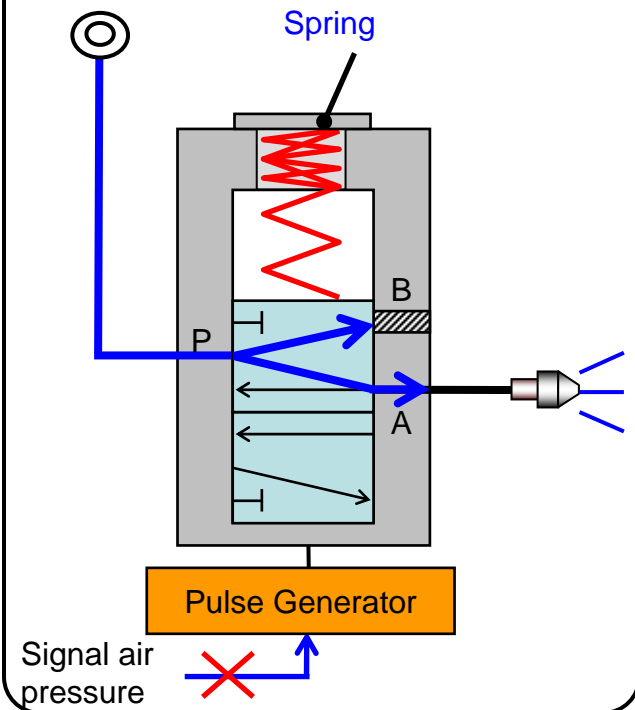 Spring
B
P
A
Pulse Generator
Signal air
pressure